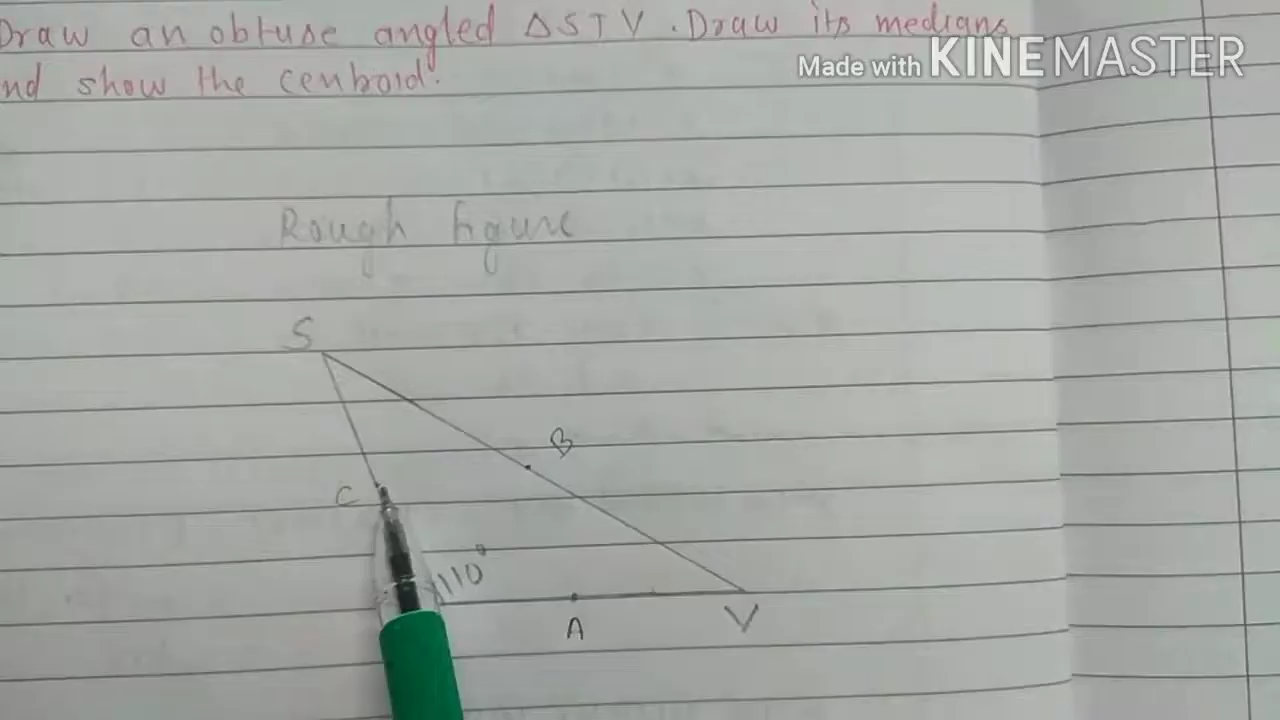 Draw an obtuse angled ΔSTV. Draw its medians
nd show the centroid.
Made with KINEMASTER
Rough figure
S
B
C
110°
A
V